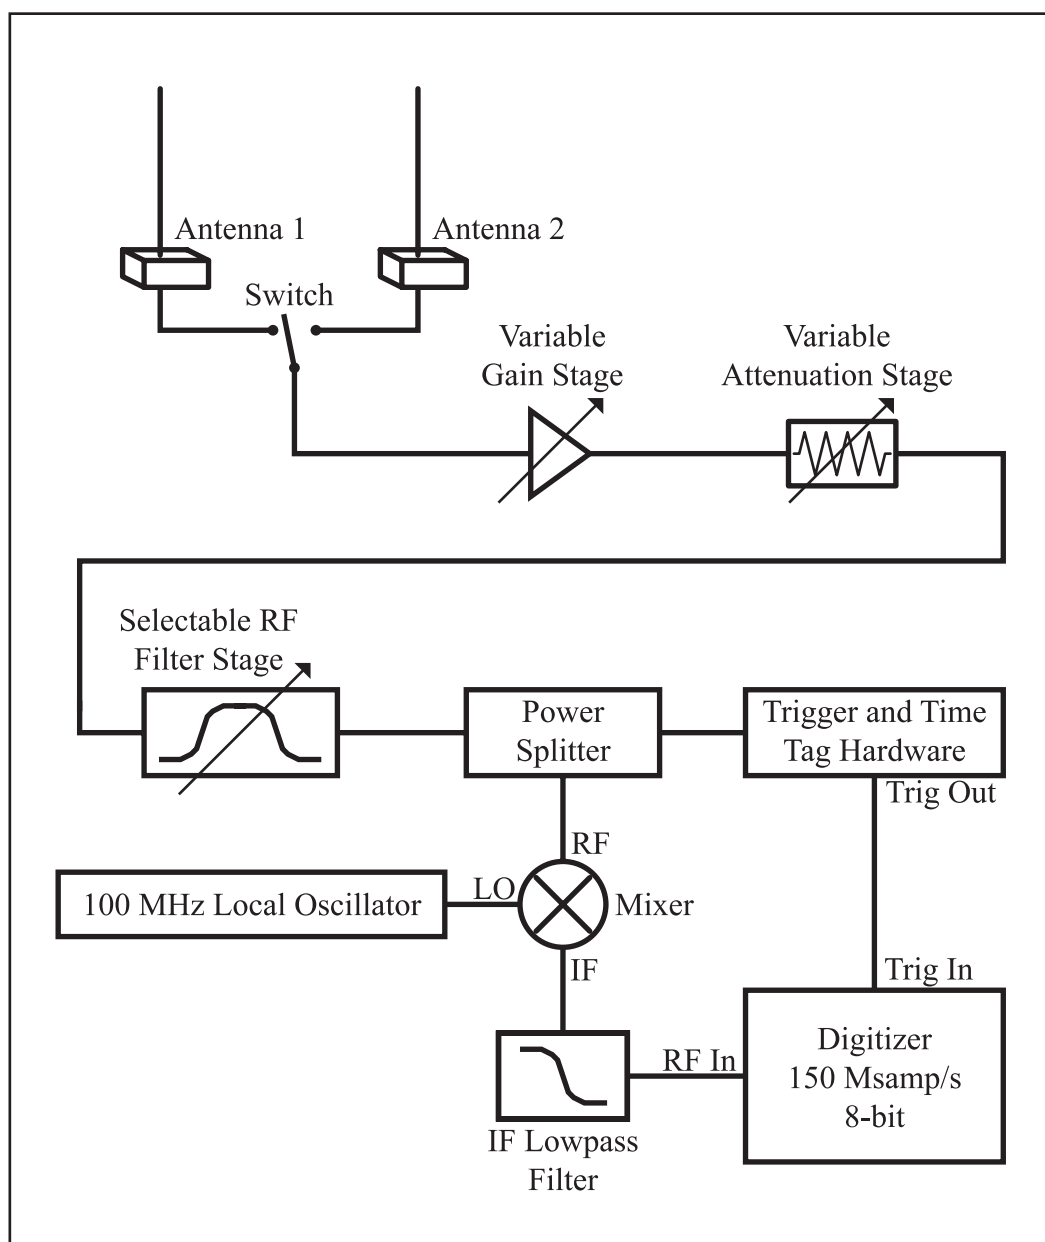 Antenna 1
Antenna 2
Switch
Variable
Gain Stage
Variable
Attenuation Stage
Selectable RF
Filter Stage
Power
Splitter
Trigger and Time
Tag Hardware
Trig Out
RF
100 MHz Local Oscillator
LO
Mixer
IF
Trig In
RF In
Digitizer
150 Msamp/s
8-bit
IF Lowpass
Filter